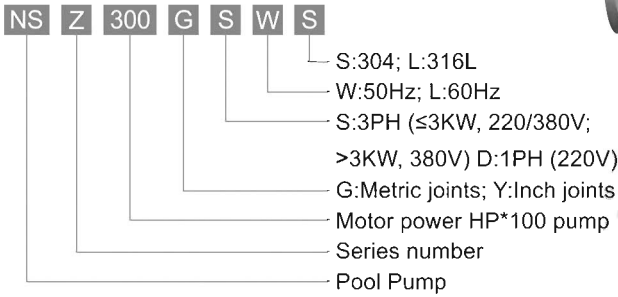 NS Z 300 G S W S
S:304; L:316L
W:50Hz; L:60Hz
S:3PH (≤3KW, 220/380V;
>3KW, 380V) D:1PH (220V)
G:Metric joints; Y:Inch joints
Motor power HP*100 pump
Series number
Pool Pump